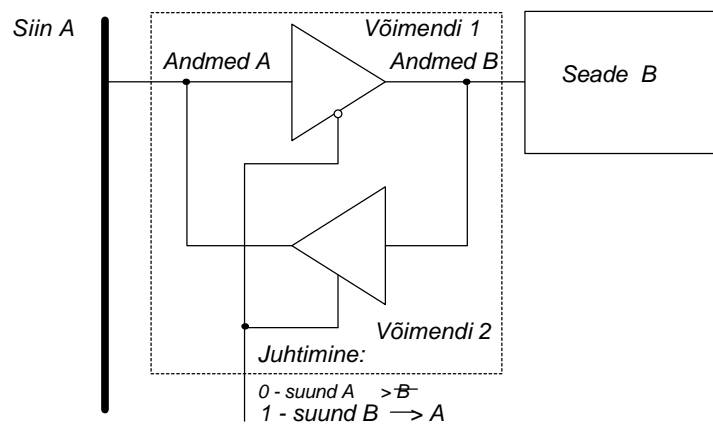 Siin A
Võimendi 1
Andmed A
Andmed B
Seade B
Võimendi 2
Juhtimine:
0 - suund A > B
1 - suund B → A